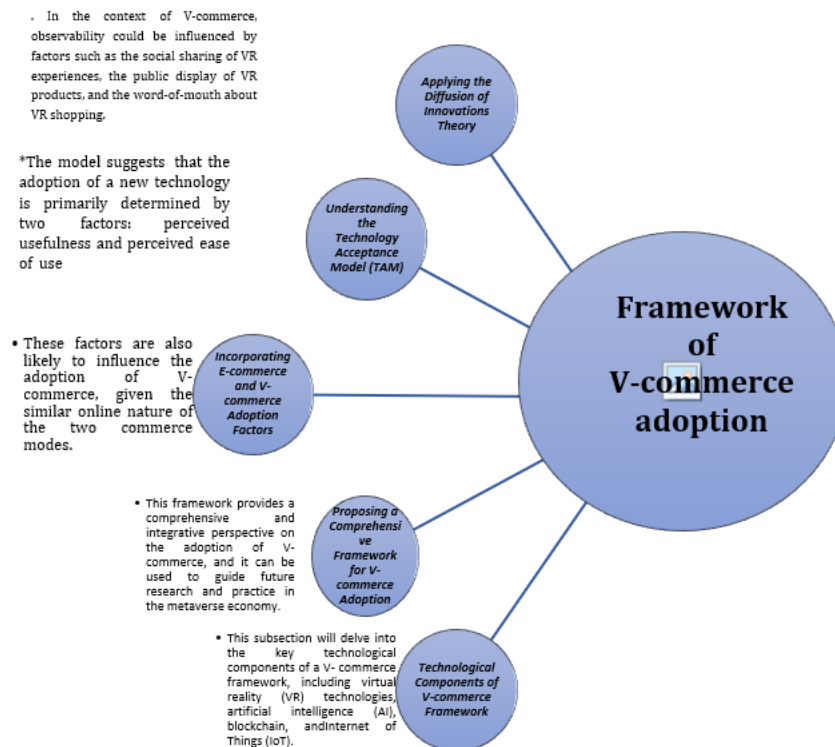 . In the context of V-commerce,
observability could be influenced by
factors such as the social sharing of VR
experiences, the public display of VR
products, and the word-of-mouth about
VR shopping.
Applying the
Diffusion of
Innovations
Theory
*The model suggests that the
adoption of a new technology
is primarily determined by
two factors: perceived
usefulness and perceived ease
of use
Understanding
the
Technology
Acceptance
Model (TAM)
Framework
of
V-commerce
adoption
• These factors are also
likely to influence the
adoption of V-
commerce, given the
similar online nature of
the two commerce
modes.
Incorporating
E-commerce
and V-
commerce
Adoption
Factors
• This framework provides a
comprehensive and
integrative perspective on
the adoption of V-
commerce, and it can be
used to guide future
research and practice in
the metaverse economy.
Proposing a
Comprehensi
ve
Framework
for V-
commerce
Adoption
• This subsection will delve into
the key technological
components of a V- commerce
framework, including virtual
reality (VR) technologies,
artificial intelligence (AI),
blockchain, andInternet of
Things (IoT).
Technological
Components of
V-commerce
Framework